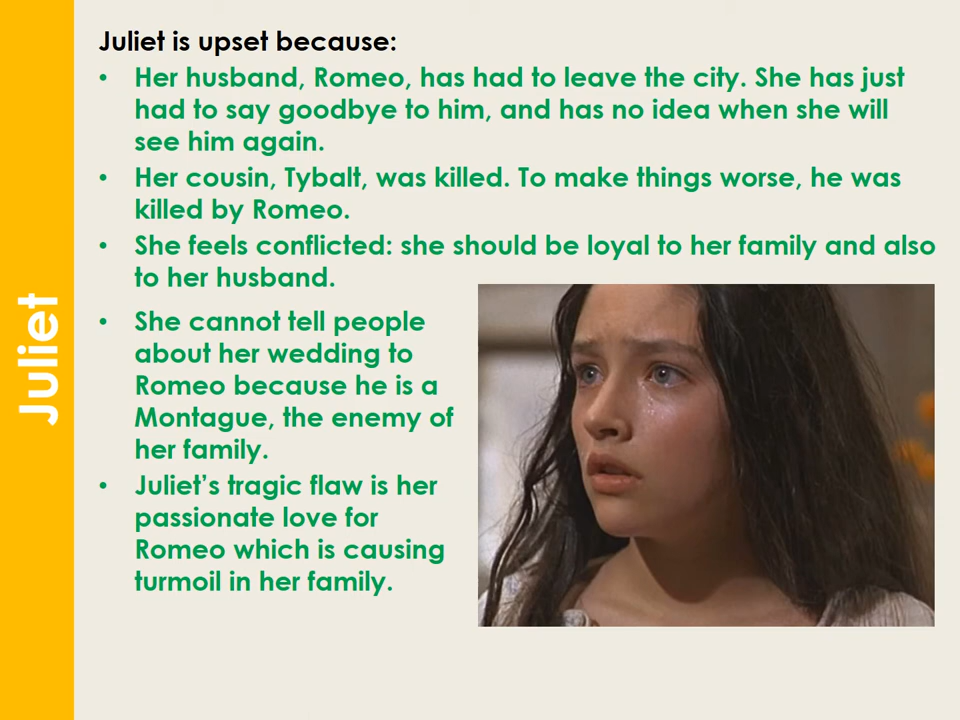 Juliet
Juliet is upset because:
• Her husband, Romeo, has had to leave the city. She has just
had to say goodbye to him, and has no idea when she will
see him again.
• Her cousin, Tybalt, was killed. To make things worse, he was
killed by Romeo.
• She feels conflicted: she should be loyal to her family and also
to her husband.
• She cannot tell people
about her wedding to
Romeo because he is a
Montague, the enemy of
her family.
• Juliet’s tragic flaw is her
passionate love for
Romeo which is causing
turmoil in her family.